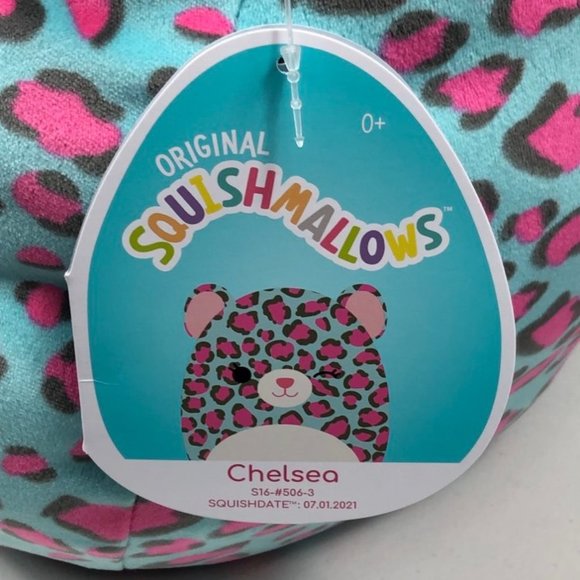 0+
ORIGINAL
SQUISHMALLOWS™
Chelsea
S16-#506-3
SQUISHDATE™: 07.01.2021